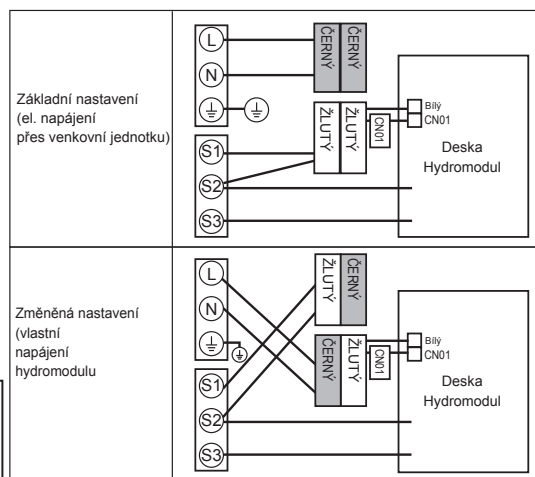 Základní nastavení
(el. napájení
přes venkovní jednotku)
L
N
S1
S2
S3
ČERNÝ
ČERNÝ
ŽLUTÝ
ŽLUTÝ
CN01
Bílý
CN01
Deska
Hydromodul
Změněná nastavení
(vlastní
napájení
hydromodulu
L
N
S1
S2
S3
ŽLUTÝ
ČERNÝ
ČERNÝ
ŽLUTÝ
CN01
Bílý
CN01
Deska
Hydromodul